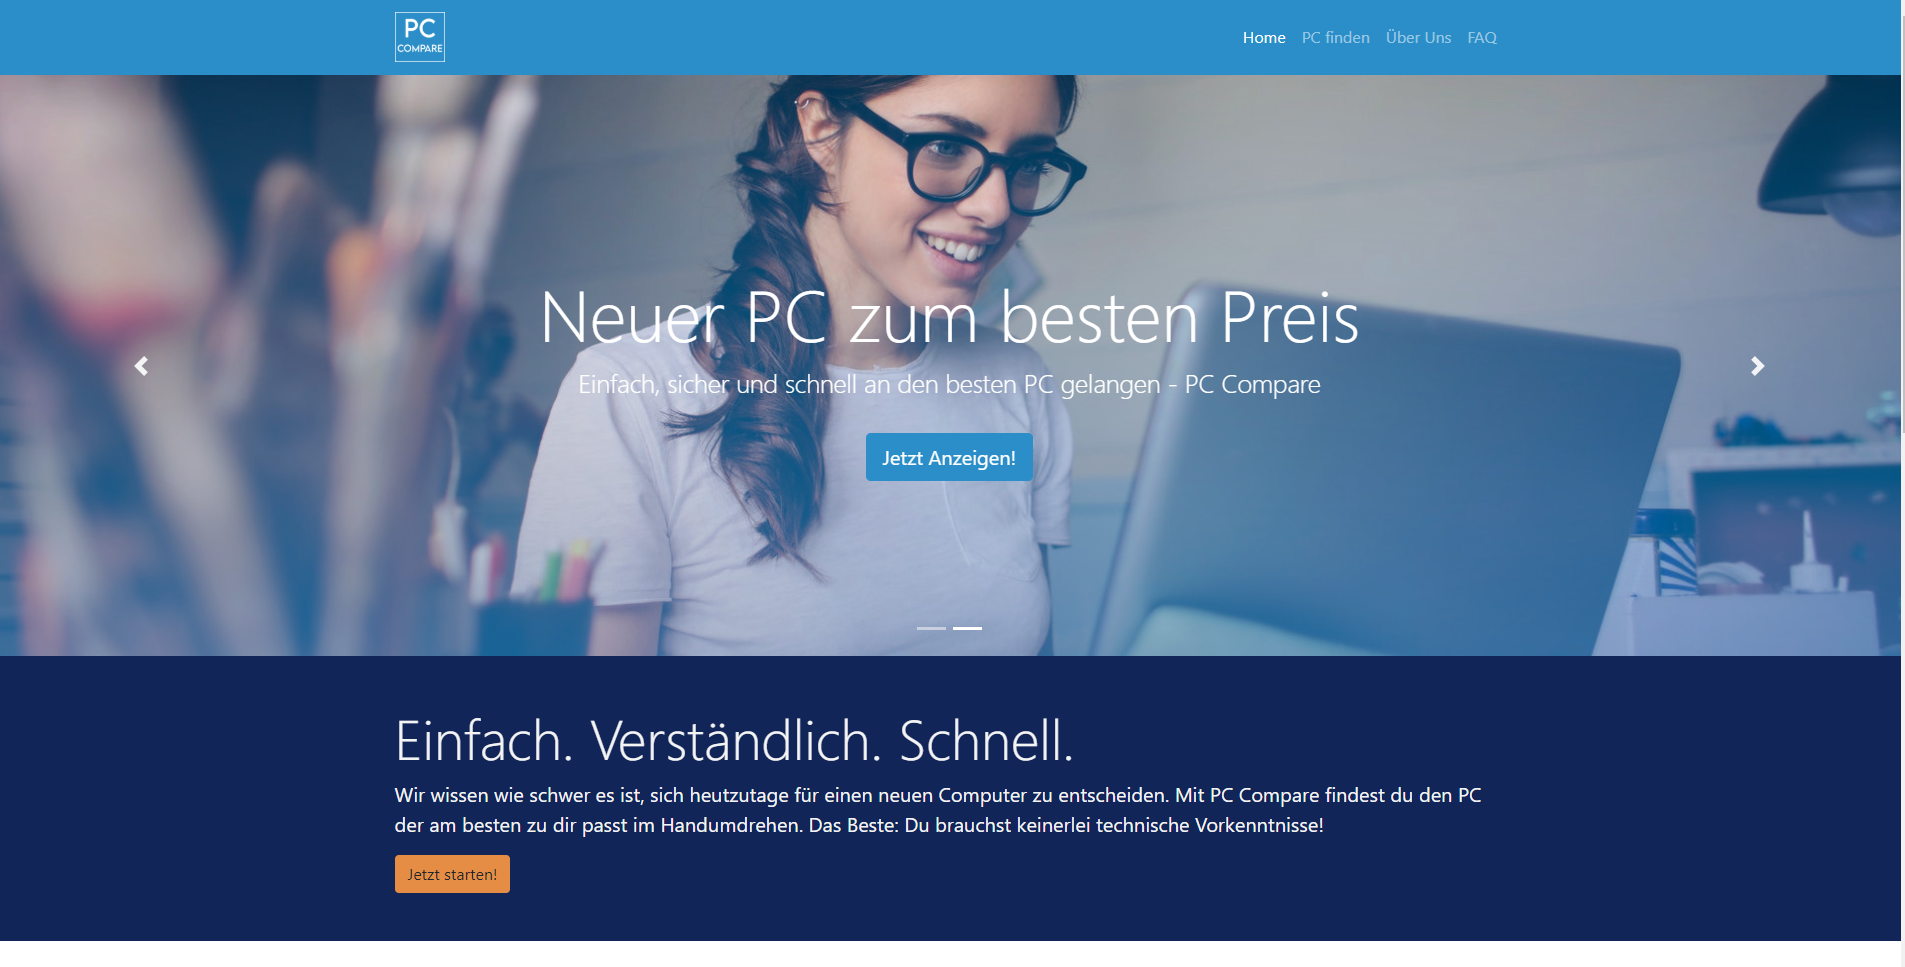 PC
COMPARE
Home PC finden Über Uns FAQ
Neuer PC zum besten Preis
Einfach, sicher und schnell an den besten PC gelangen - PC Compare
Jetzt Anzeigen!
Einfach. Verständlich. Schnell.
Wir wissen wie schwer es ist, sich heutzutage für einen neuen Computer zu entscheiden. Mit PC Compare findest du den PC
der am besten zu dir passt im Handumdrehen. Das Beste: Du brauchst keinerlei technische Vorkenntnisse!
Jetzt starten!